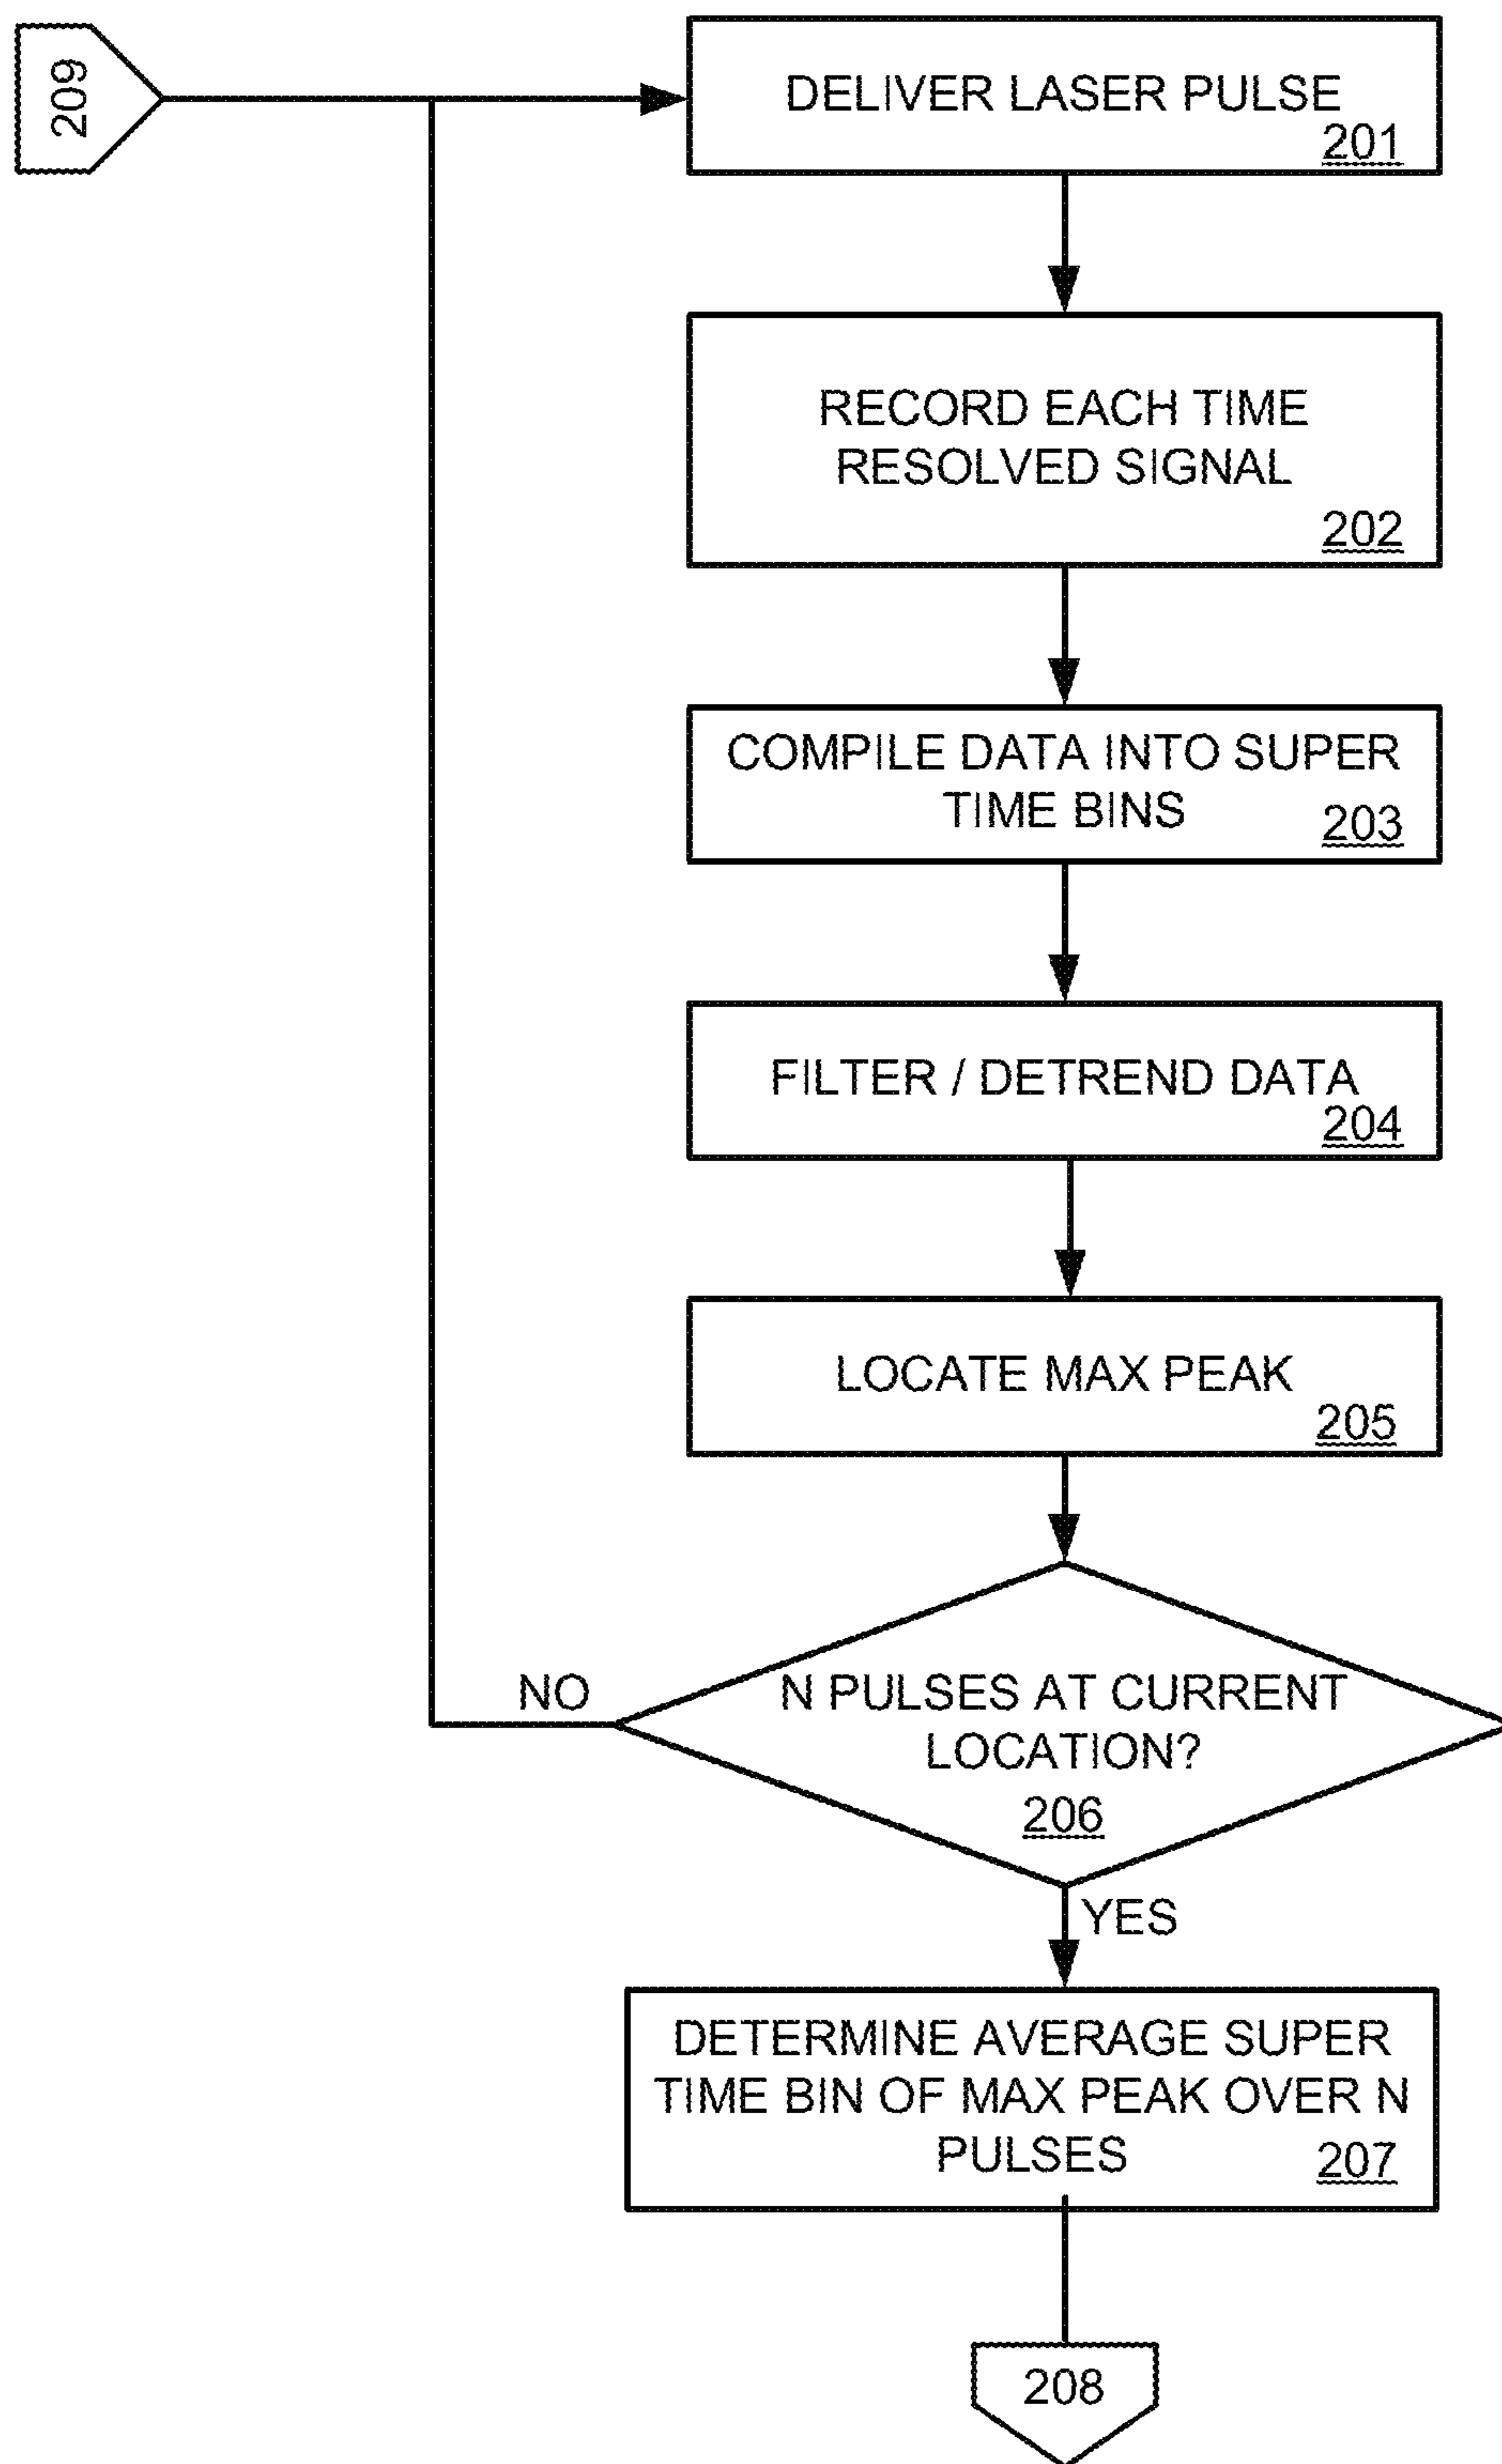 209
DELIVER LASER PULSE
201
RECORD EACH TIME
RESOLVED SIGNAL
202
COMPILE DATA INTO SUPER
TIME BINS
203
FILTER / DETREND DATA
204
LOCATE MAX PEAK
205
NO
N PULSES AT CURRENT
LOCATION?
206
YES
DETERMINE AVERAGE SUPER
TIME BIN OF MAX PEAK OVER N
PULSES
207
208